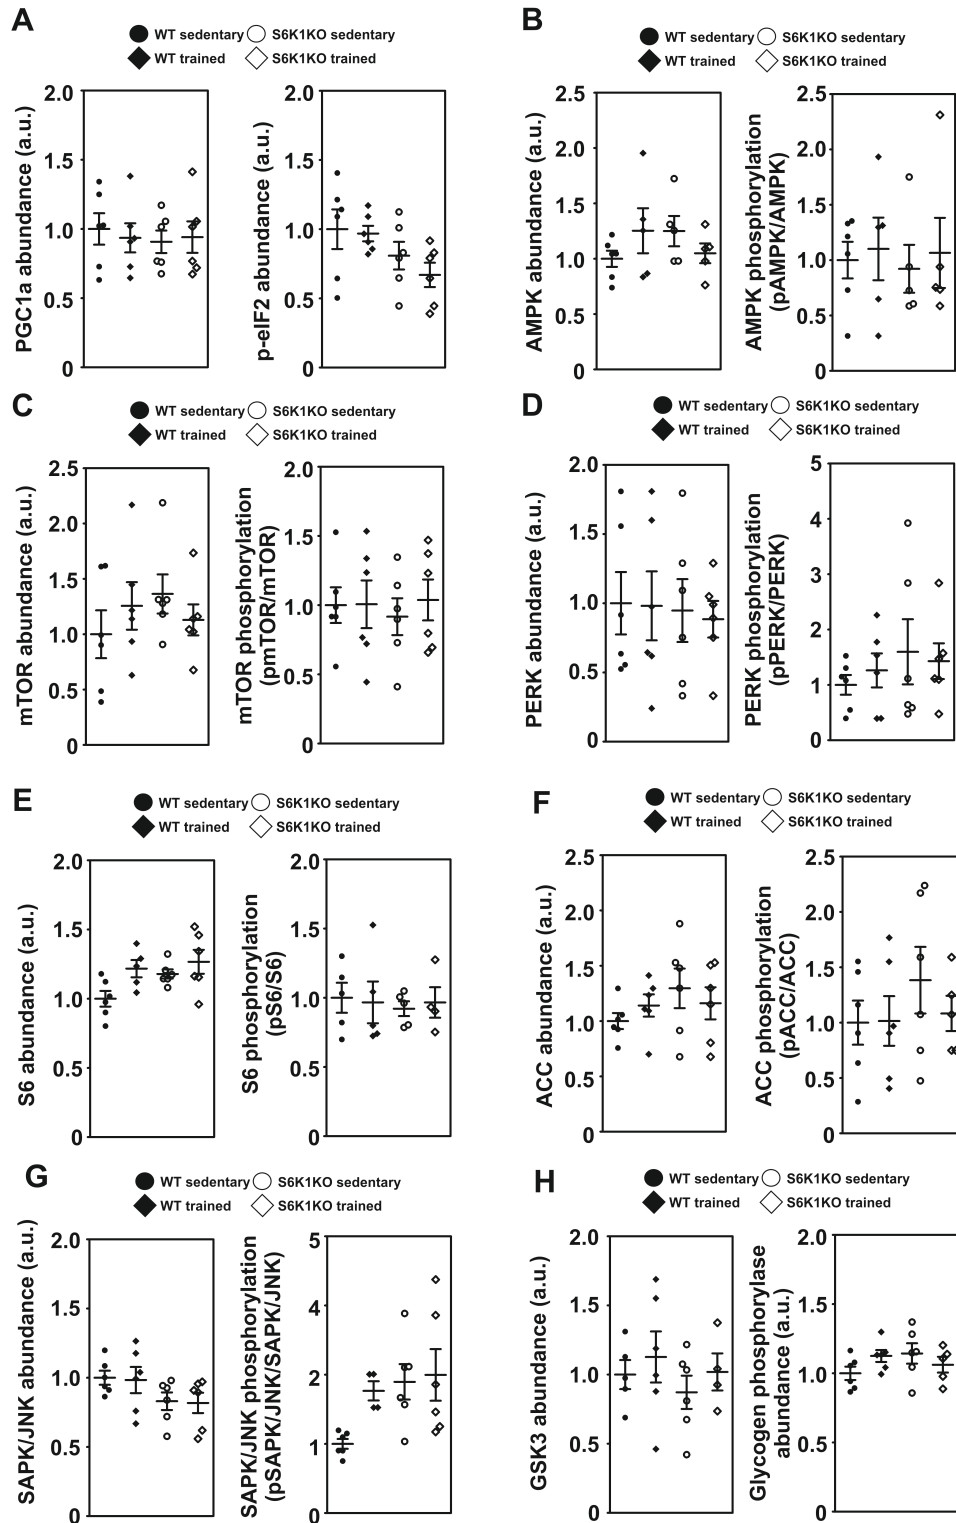 A
WT sedentary S6K1KO sedentary
WT trained S6K1KO trained
PGC1a abundance (a.u.)
2.0
1.5
1.0
0.5
0
p-eIF2 abundance (a.u.)
2.0
1.5
1.0
0.5
0
B
WT sedentary S6K1KO sedentary
WT trained S6K1KO trained
AMPK abundance (a.u.)
2.5
2.0
1.5
1.0
0.5
0
AMPK phosphorylation
(pAMPK/AMPK)
2.5
2.0
1.5
1.0
0.5
0
C
WT sedentary S6K1KO sedentary
WT trained S6K1KO trained
mTOR abundance (a.u.)
2.5
2.0
1.5
1.0
0.5
0
mTOR phosphorylation
(pmTOR/mTOR)
2.0
1.5
1.0
0.5
0
D
WT sedentary S6K1KO sedentary
WT trained S6K1KO trained
PERK abundance (a.u.)
2.0
1.5
1.0
0.5
0
PERK phosphorylation
(pPERK/PERK)
5
4
2
1
0
E
WT sedentary S6K1KO sedentary
WT trained S6K1KO trained
S6 abundance (a.u.)
2.0
1.5
1.0
0.5
0
S6 phosphorylation
(pS6/S6)
2.0
1.5
1.0
0.5
0
F
WT sedentary S6K1KO sedentary
WT trained S6K1KO trained
ACC abundance (a.u.)
2.5
2.0
1.5
1.0
0.5
0
ACC phosphorylation
(pACC/ACC)
2.5
2.0
1.5
1.0
0.5
0
G
WT sedentary S6K1KO sedentary
WT trained S6K1KO trained
SAPK/JNK abundance (a.u.)
2.0
1.5
1.0
0.5
0
SAPK/JNK phosphorylation
(pSAPK/JNK/SAPK/JNK)
5
4
2
1
0
H
WT sedentary S6K1KO sedentary
WT trained S6K1KO trained
GSK3 abundance (a.u.)
2.0
1.5
1.0
0.5
0
Glycogen phosphorylase
abundance (a.u.)
2.0
1.5
1.0
0.5
0